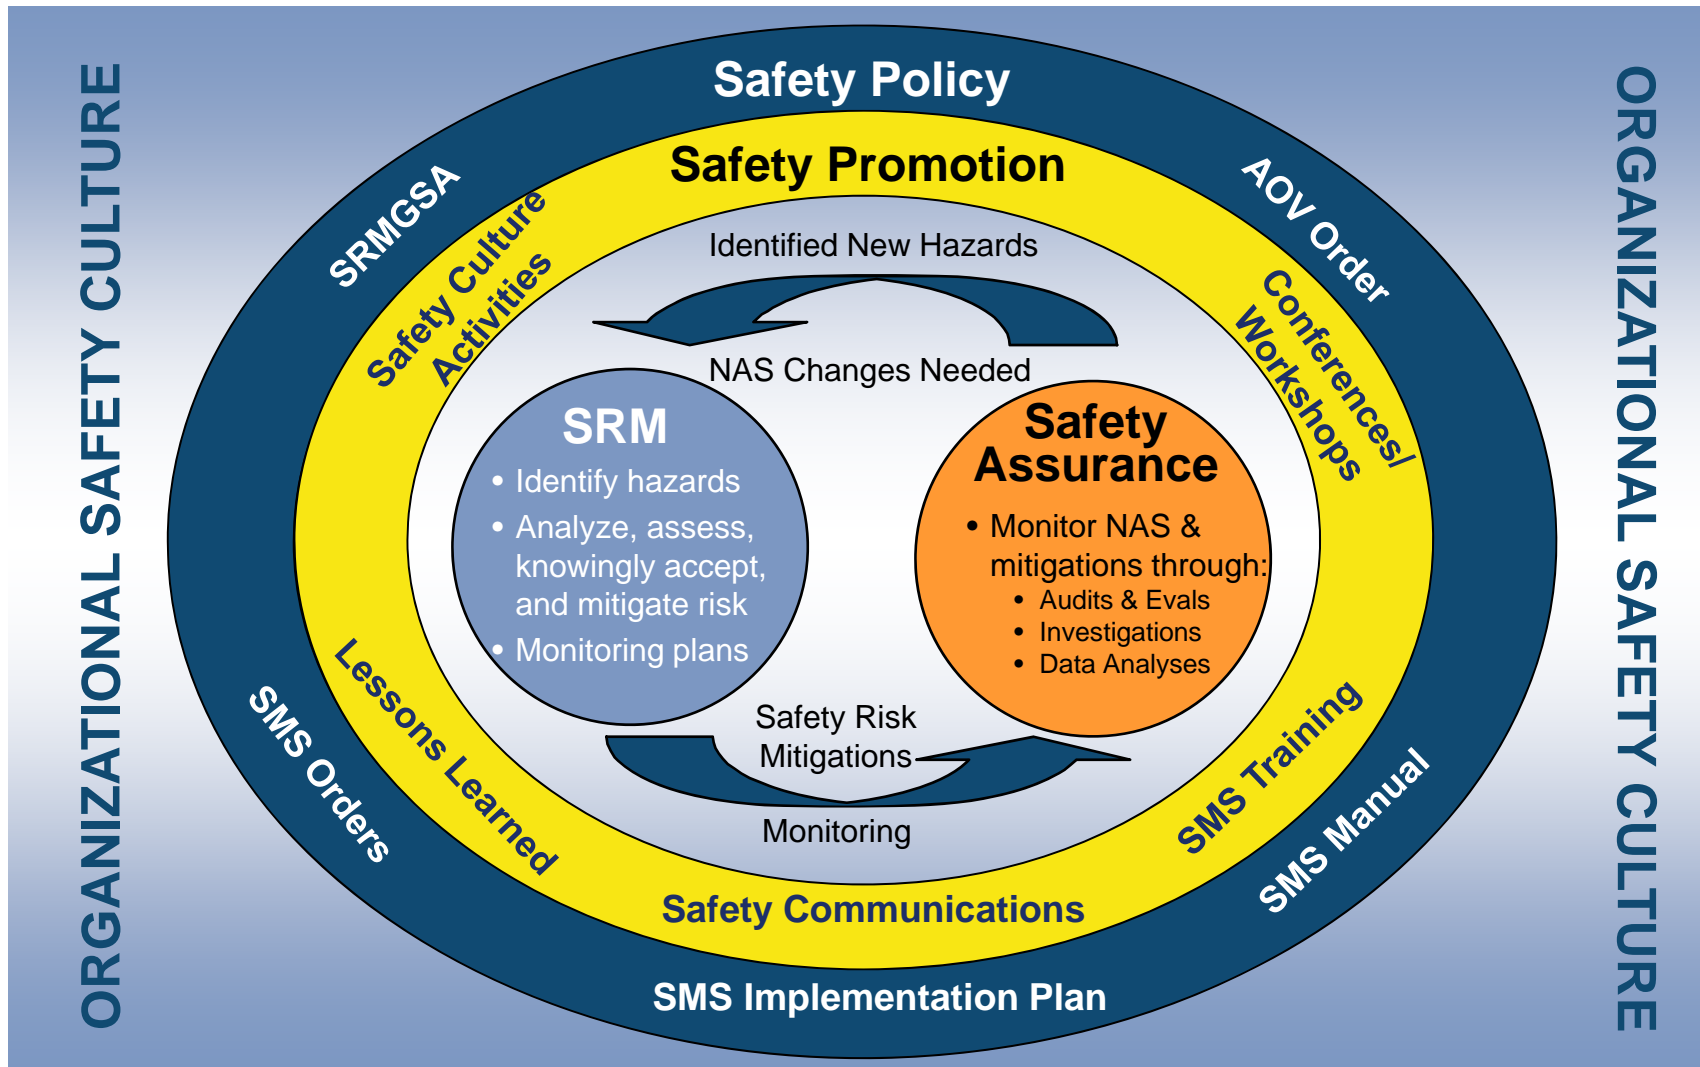 ORGANIZATIONAL SAFETY CULTURE
Safety Policy
SRMGSA
AOV Order
SMS Orders
SMS Manual
SMS Implementation Plan
Safety Promotion
Safety Culture
Activities
Conferences/
Workshops
Lessons Learned
SMS Training
Safety Communications
Identified New Hazards
NAS Changes Needed
SRM
• Identify hazards
• Analyze, assess,
knowingly accept,
and mitigate risk
• Monitoring plans
Safety
Assurance
• Monitor NAS &
mitigations through:
• Audits & Evals
• Investigations
• Data Analyses
Safety Risk
Mitigations
Monitoring
ORGANIZATIONAL SAFETY CULTURE